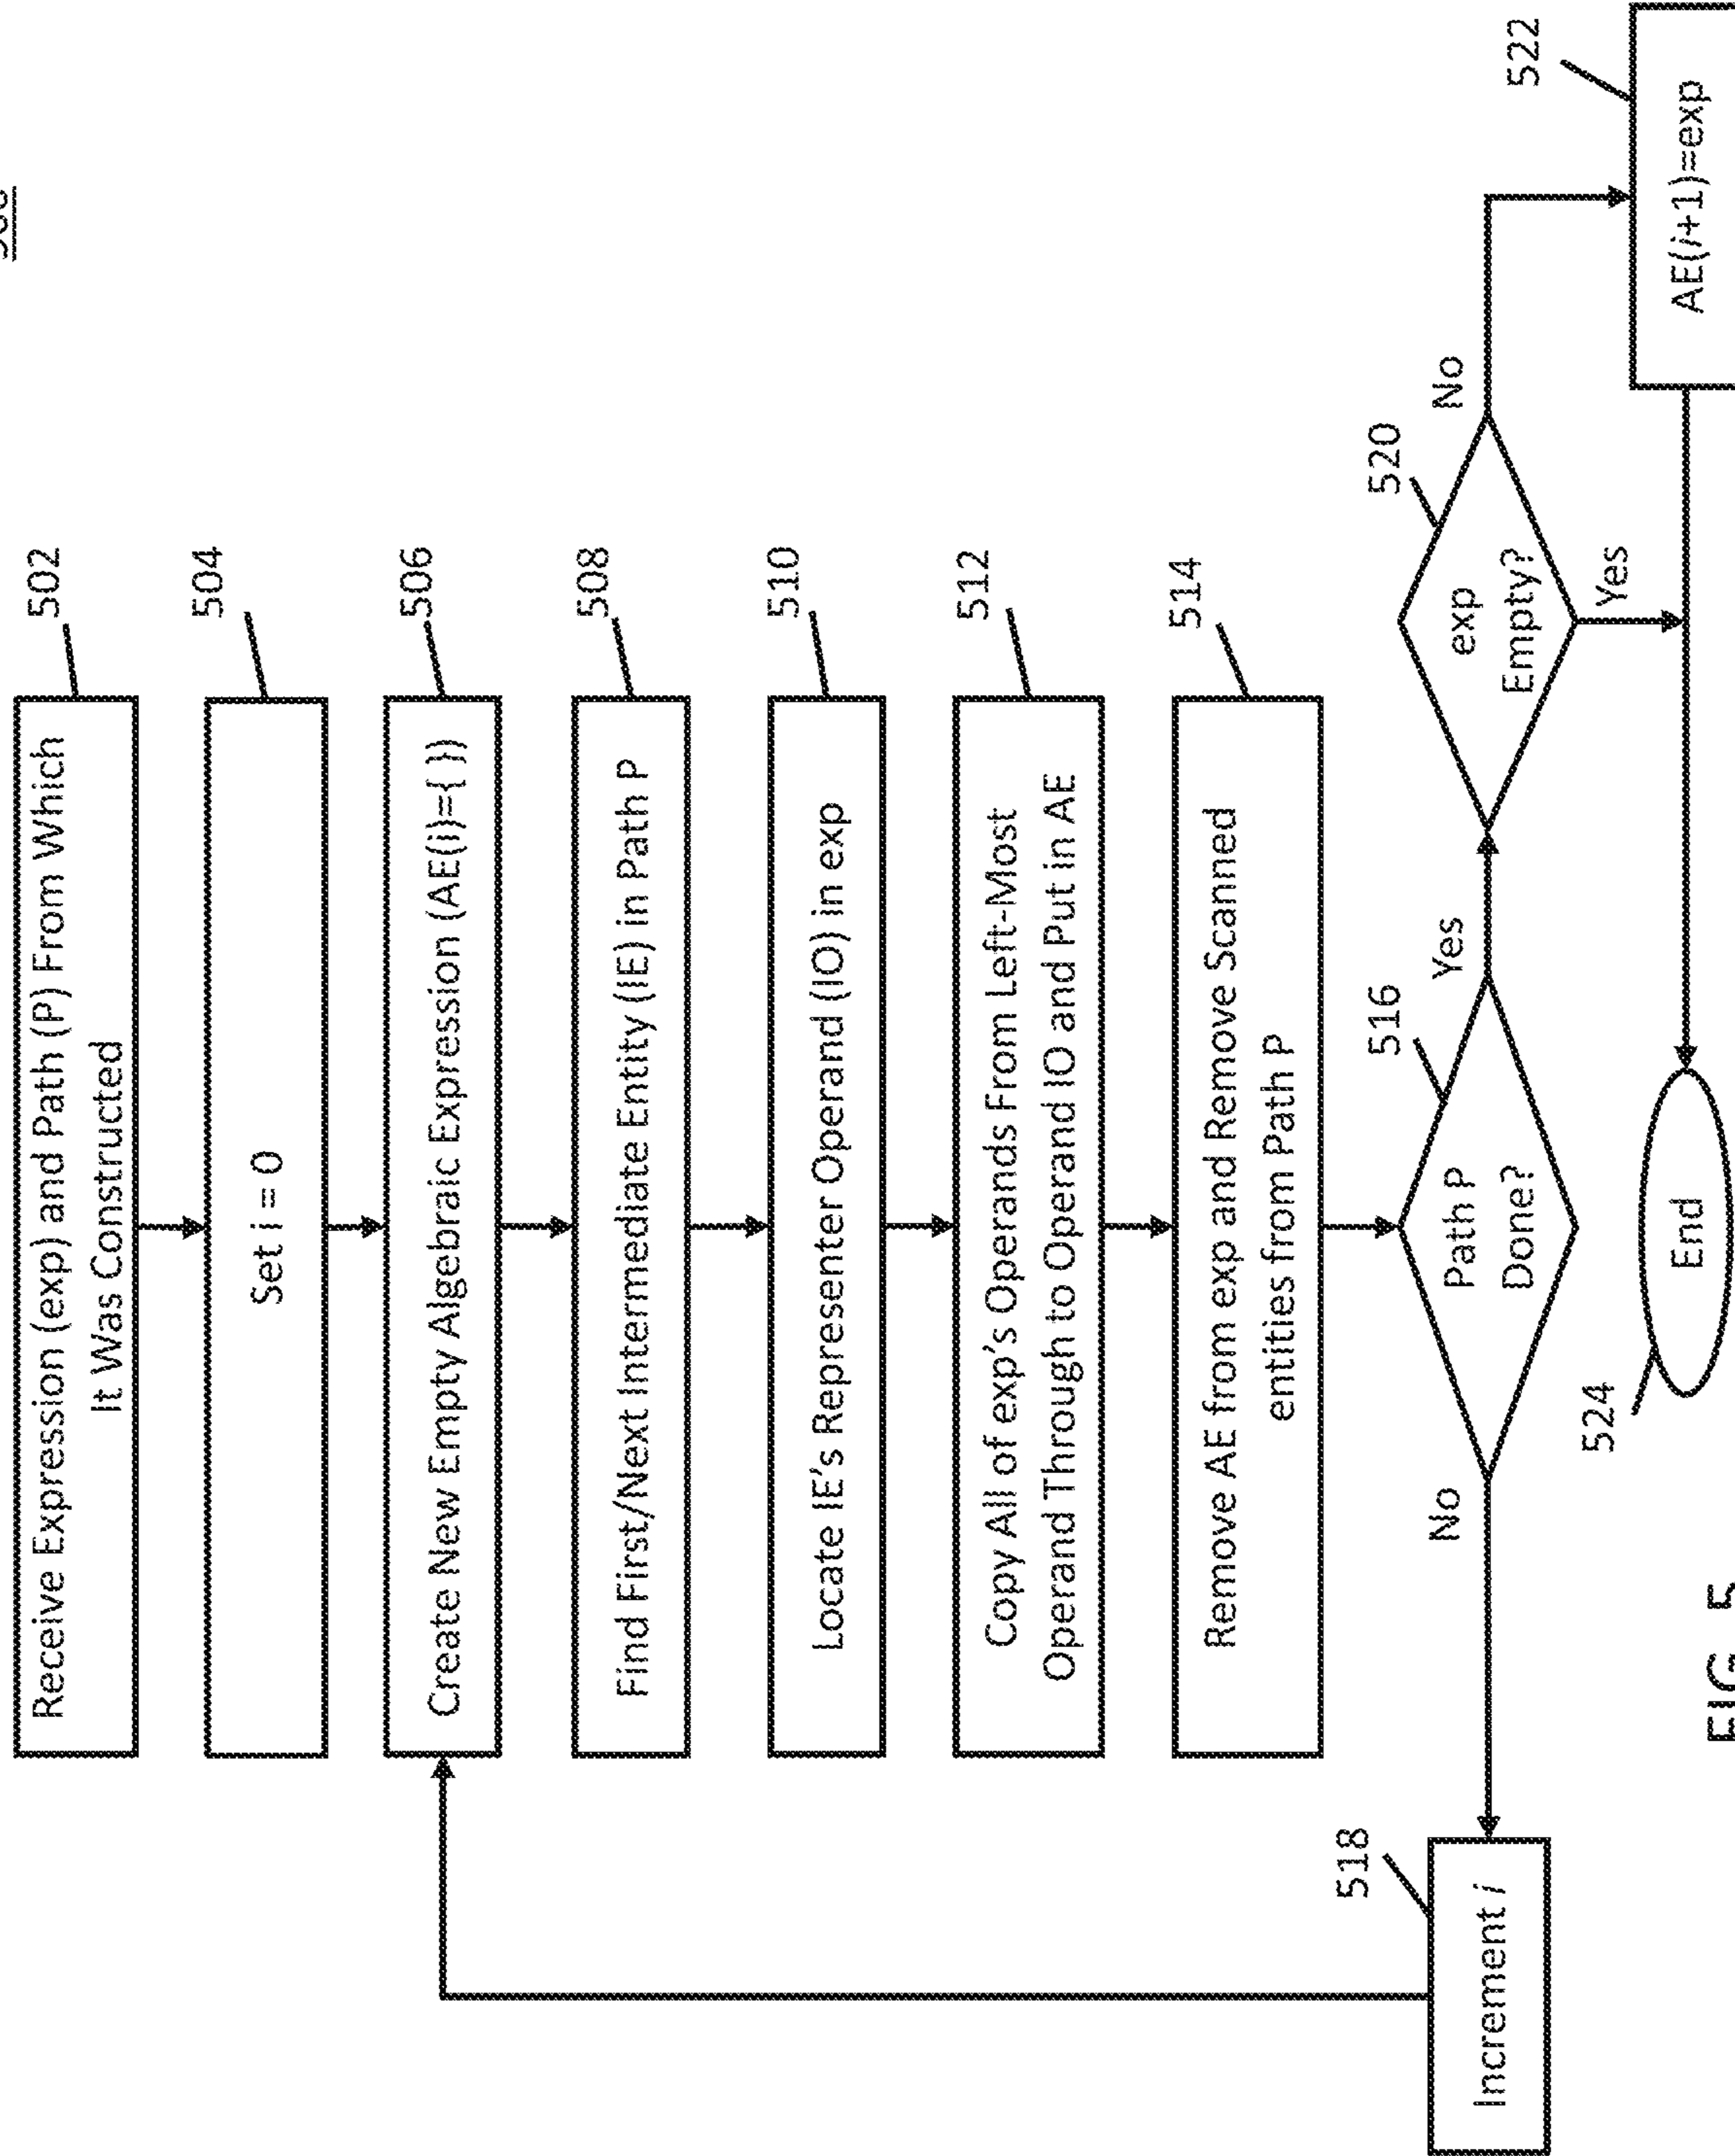 502
Receive Expression (exp) and Path (P) From Which
It Was Constructed
504
Set i = 0
506
Create New Empty Algebraic Expression (AE(i)={ })
508
Find First/Next Intermediate Entity (IE) in Path P
510
Locate IE's Representer Operand (IO) in exp
512
Copy All of exp's Operands From Left-Most
Operand Through to Operand IO and Put in AE
514
Remove AE from exp and Remove Scanned
entities from Path P
516
Path P
Done?
No
Yes
518
Increment i
520
exp
Empty?
No
Yes
522
AE(i+1)=exp
524
End
FIG. 5